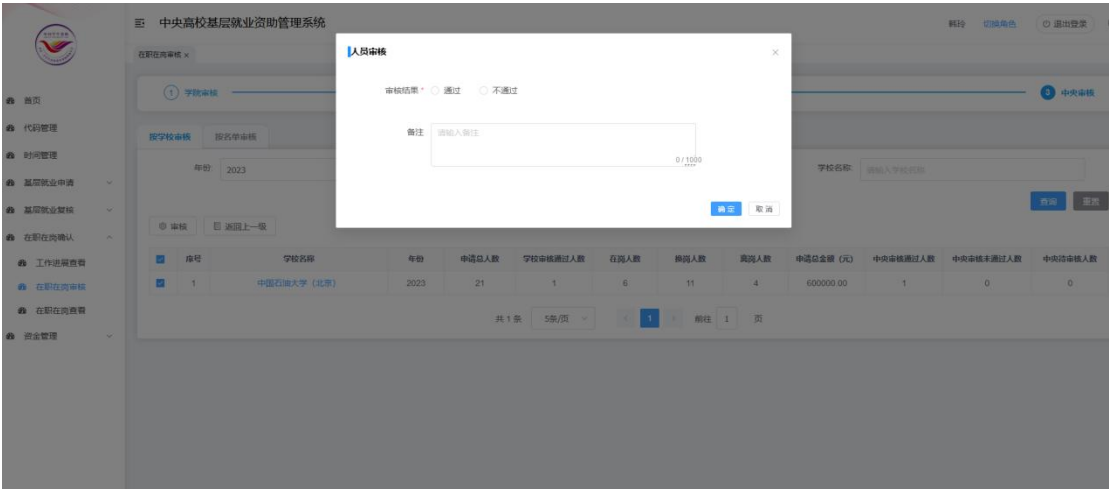 中央高校基层就业资助管理系统
韩玲 切换角色 退出登录
在职在岗审核 ×
人员审核 ×
1 学院审核
3 中央审核
审核结果 * 通过 不通过
备注 请输入备注
0 / 1000
确定 取消
首页
代码管理
时间管理
基层就业申请
基层就业复核
在职在岗确认
工作进展查看
在职在岗审核
在职在岗查看
资金管理
按学校审核 按名单审核
年份: 2023 学校名称: 请输入学校名称
查询 重置
审核 返回上一级
序号 学校名称 年份 申请总人数 学校审核通过人数 在岗人数 换岗人数 离岗人数 申请总金额（元） 中央审核通过人数 中央审核未通过人数 中央待审核人数
1 中国石油大学（北京） 2023 21 1 6 11 4 600000.00 1 0 0
共 1 条 5条/页 1 前往 1 页